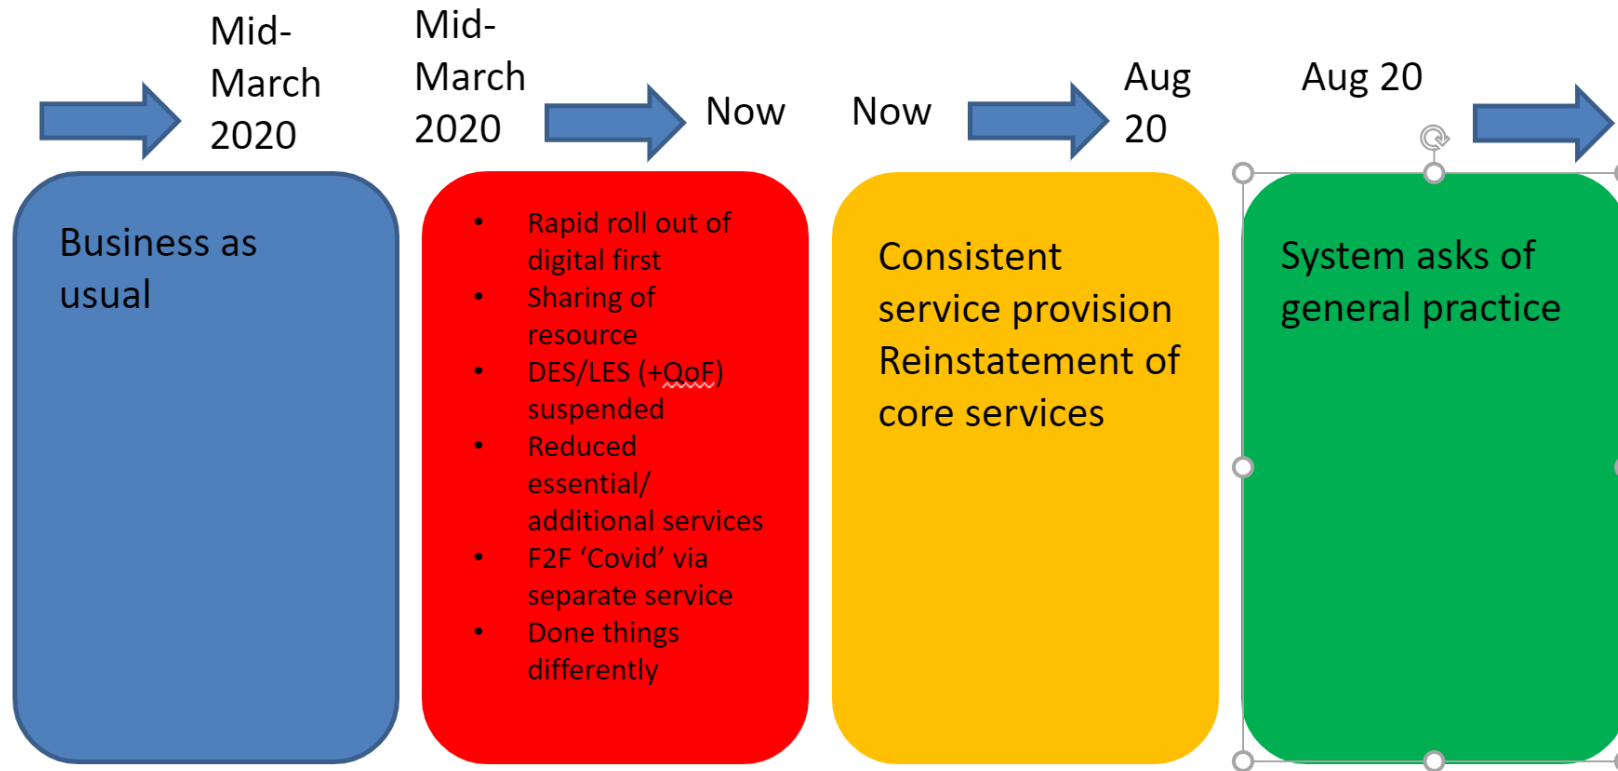 Mid-
March
2020
Mid-
March
2020
Now
Now
Aug
20
Aug 20
Business as
usual
• Rapid roll out of
digital first
• Sharing of
resource
• DES/LES (+QoF)
suspended
• Reduced
essential/
additional services
• F2F ‘Covid’ via
separate service
• Done things
differently
Consistent
service provision
Reinstatement of
core services
System asks of
general practice